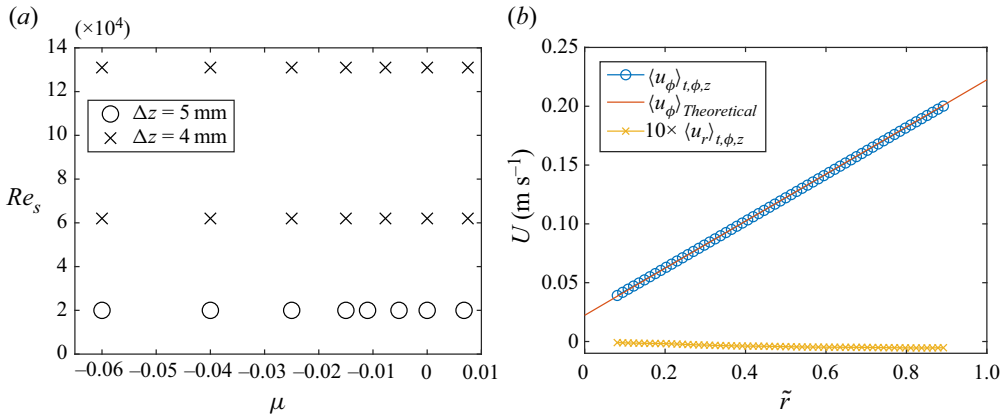 (a)
(×10⁴)
14
12
10
8
6
4
2
0
Re_s
Δz = 5 mm
Δz = 4 mm
−0.06
−0.05
−0.04
−0.03
−0.02
−0.01
0
0.01
μ
(b)
0.25
0.20
0.15
0.10
0.05
0
U (m s⁻¹)
⟨u_ϕ⟩_{t,ϕ,z}
⟨u_ϕ⟩_{Theoretical}
10× ⟨u_r⟩_{t,ϕ,z}
0
0.2
0.4
0.6
0.8
1.0
r̃